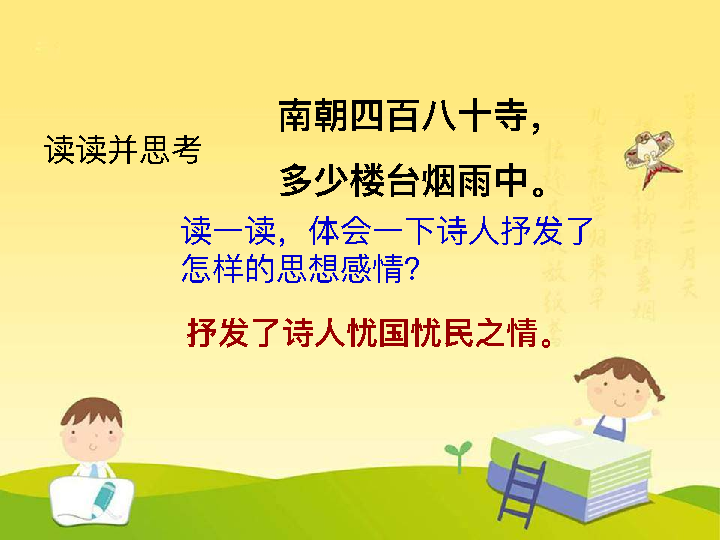 南朝四百八十寺，
读读并思考
多少楼台烟雨中。
读一读，体会一下诗人抒发了
怎样的思想感情？
抒发了诗人忧国忧民之情。